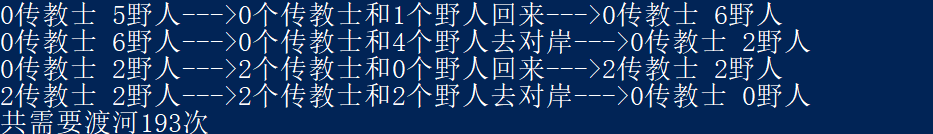 0传教士 5野人--->0个传教士和1个野人回来--->0传教士 6野人
0传教士 6野人--->0个传教士和4个野人去对岸--->0传教士 2野人
0传教士 2野人--->2个传教士和0个野人回来--->2传教士 2野人
2传教士 2野人--->2个传教士和2个野人去对岸--->0传教士 0野人
共需要渡河193次